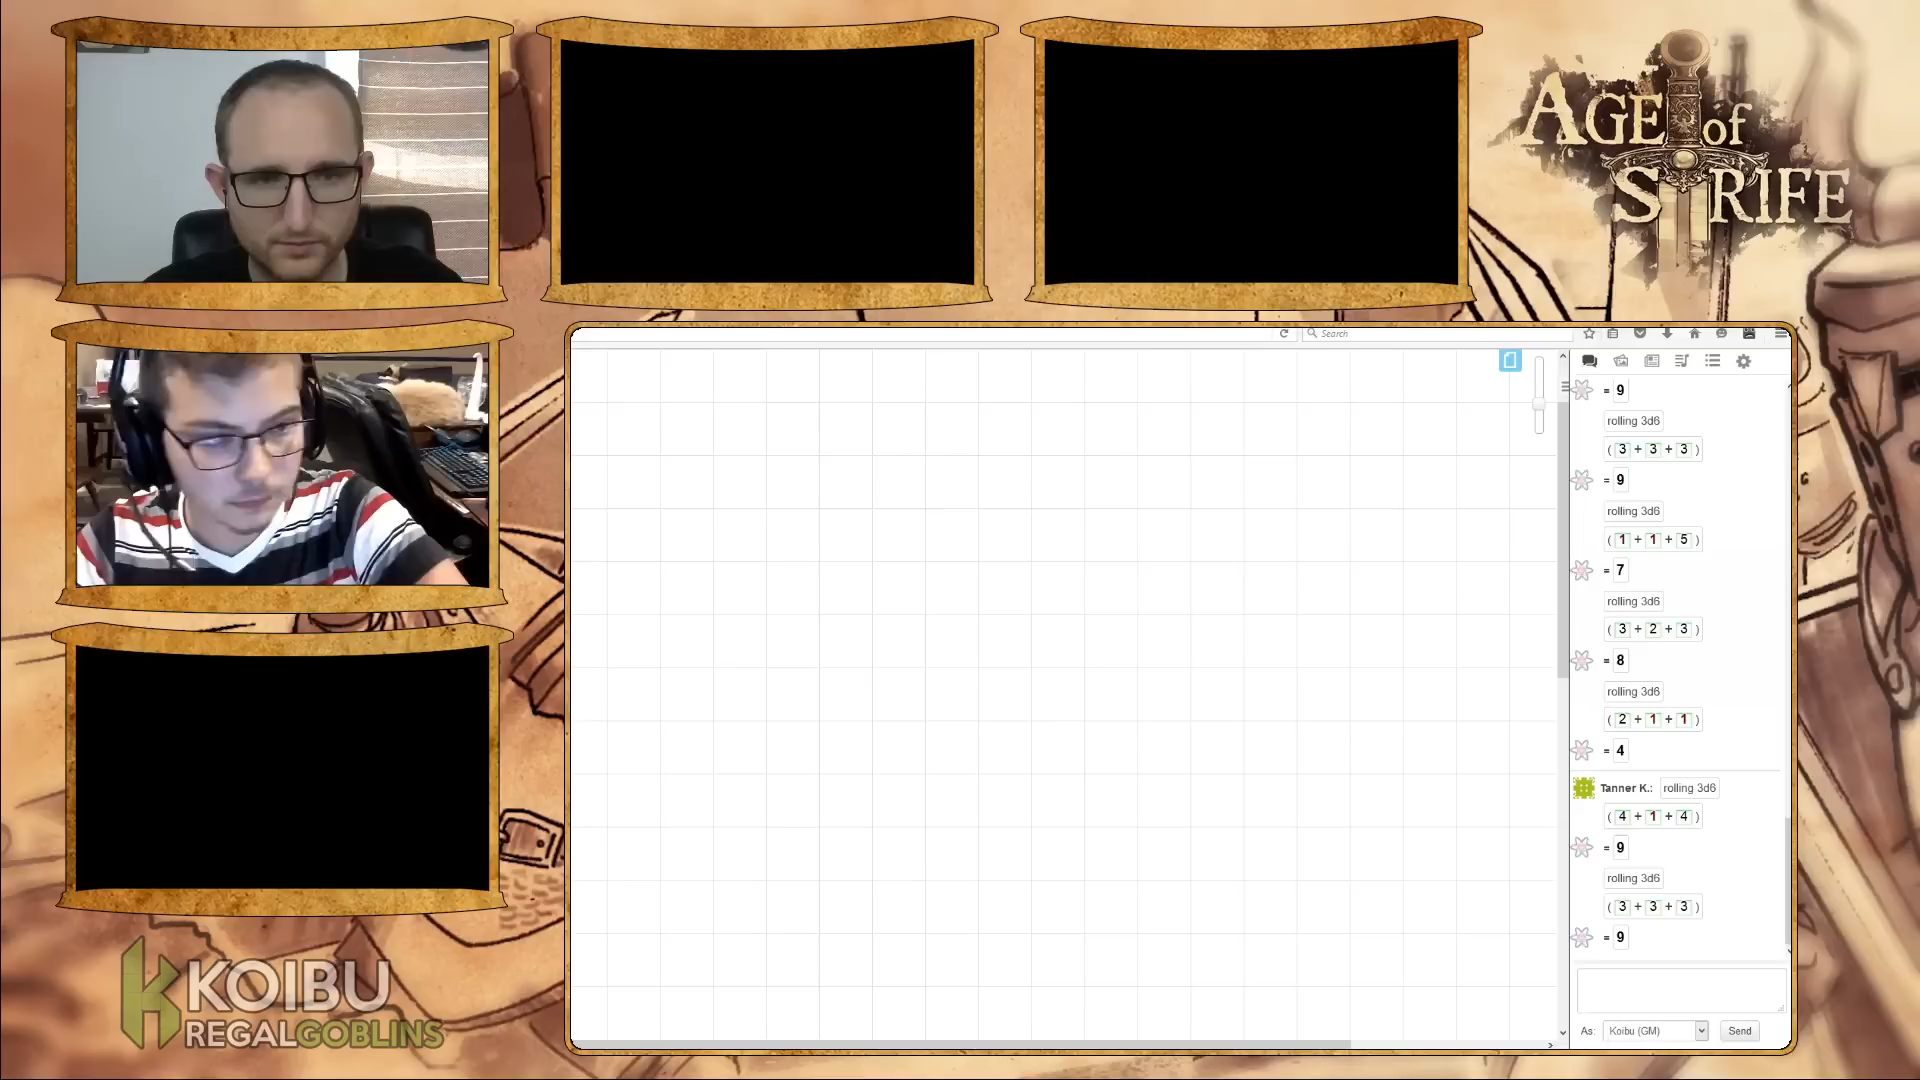 AGE of
STRIFE
Search
= 9
rolling 3d6
( 3 + 3 + 3 )
= 9
rolling 3d6
( 1 + 1 + 5 )
= 7
rolling 3d6
( 3 + 2 + 3 )
= 8
rolling 3d6
( 2 + 1 + 1 )
= 4
Tanner K.: rolling 3d6
( 4 + 1 + 4 )
= 9
rolling 3d6
( 3 + 3 + 3 )
= 9
As: Koibu (GM) Send
KOIBU
REGALGOBLINS